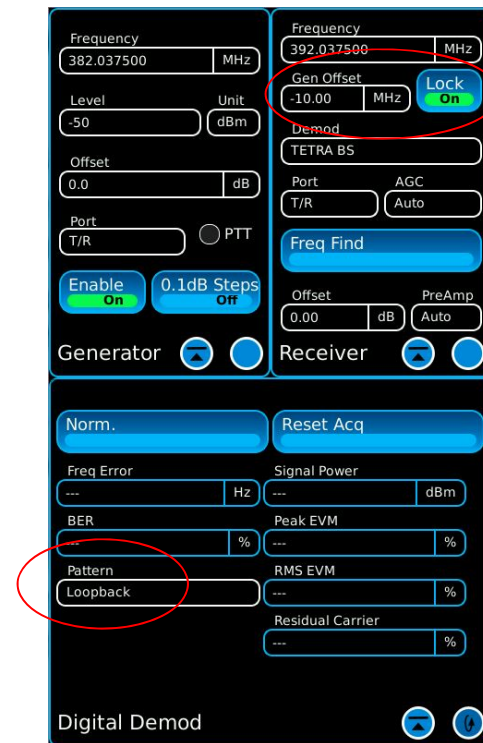 Frequency
382.037500 MHz
Level Unit
-50 dBm
Offset
0.0 dB
Port
T/R PTT
Enable 0.1dB Steps
On Off
Generator
Frequency
392.037500 MHz
Gen Offset Lock
-10.00 MHz On
Demod
TETRA BS
Port AGC
T/R Auto
Freq Find
Offset PreAmp
0.00 dB Auto
Receiver
Norm. Reset Acq
Freq Error Signal Power
--- Hz --- dBm
BER Peak EVM
--- % --- %
Pattern RMS EVM
Loopback --- %
Residual Carrier
--- %
Digital Demod